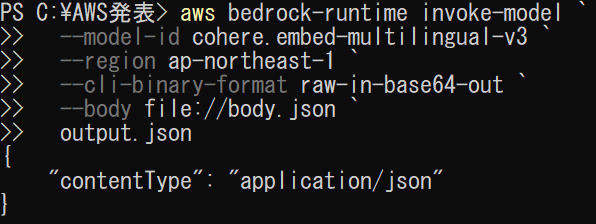 PS C:¥AWS発表> aws bedrock-runtime invoke-model `
>>   --model-id cohere.embed-multilingual-v3 `
>>   --region ap-northeast-1 `
>>   --cli-binary-format raw-in-base64-out `
>>   --body file://body.json `
>>   output.json
{
    "contentType": "application/json"
}